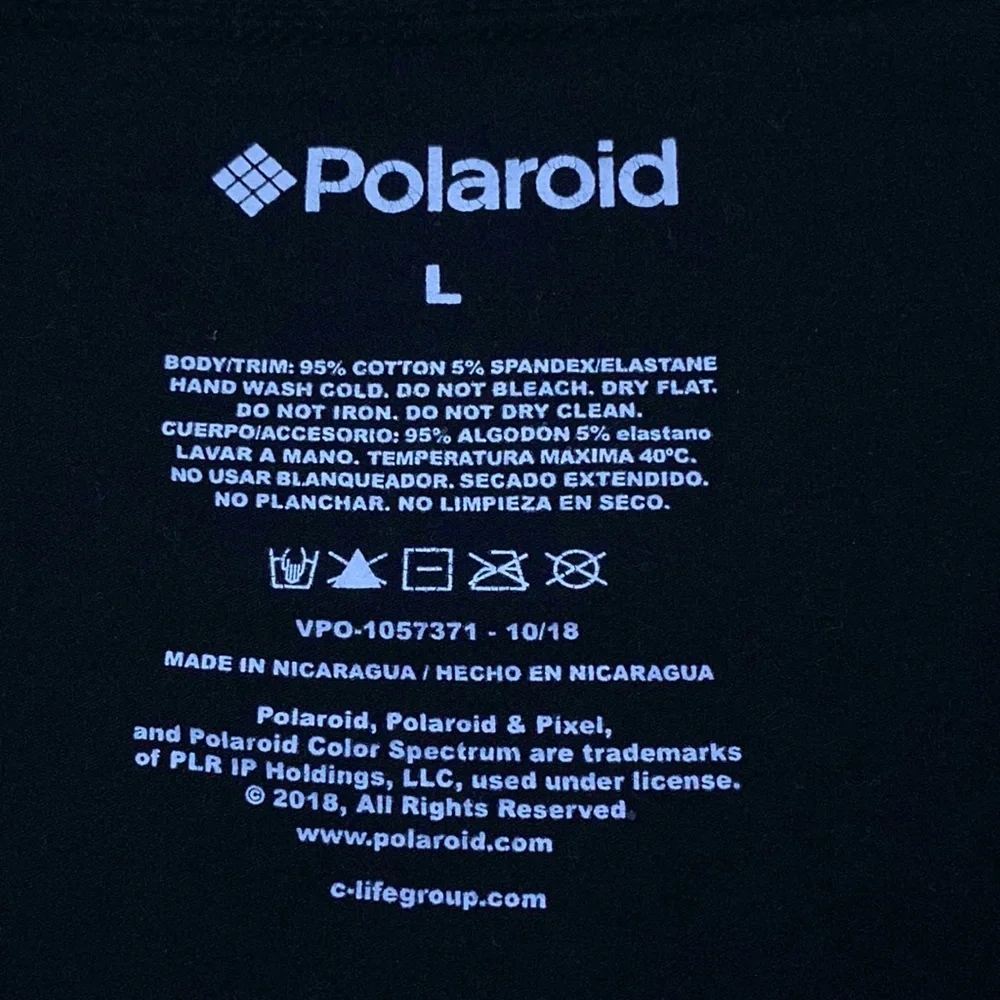 Polaroid
L
BODY/TRIM: 95% COTTON 5% SPANDEX/ELASTANE
HAND WASH COLD. DO NOT BLEACH. DRY FLAT.
DO NOT IRON. DO NOT DRY CLEAN.
CUERPO/ACCESORIO: 95% ALGODÓN 5% elastano
LAVAR A MANO. TEMPERATURA MAXIMA 40°C.
NO USAR BLANQUEADOR. SECADO EXTENDIDO.
NO PLANCHAR. NO LIMPIEZA EN SECO.
VPO-1057371 - 10/18
MADE IN NICARAGUA / HECHO EN NICARAGUA
Polaroid, Polaroid & Pixel,
and Polaroid Color Spectrum are trademarks
of PLR IP Holdings, LLC, used under license.
© 2018, All Rights Reserved.
www.polaroid.com
c-lifegroup.com